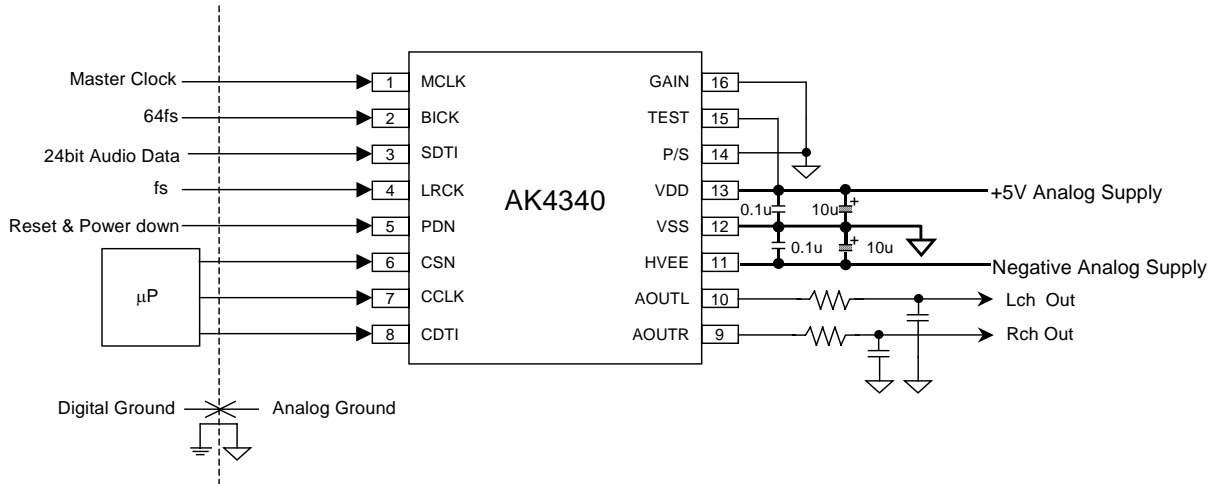 Master Clock
64fs
24bit Audio Data
fs
Reset & Power down
μP
1 MCLK
2 BICK
3 SDTI
4 LRCK
5 PDN
6 CSN
7 CCLK
8 CDTI
AK4340
GAIN 16
TEST 15
P/S 14
VDD 13
VSS 12
HVEE 11
AOUTL 10
AOUTR 9
0.1u 10u +
+5V Analog Supply
0.1u + 10u
Negative Analog Supply
Lch Out
Rch Out
Digital Ground Analog Ground